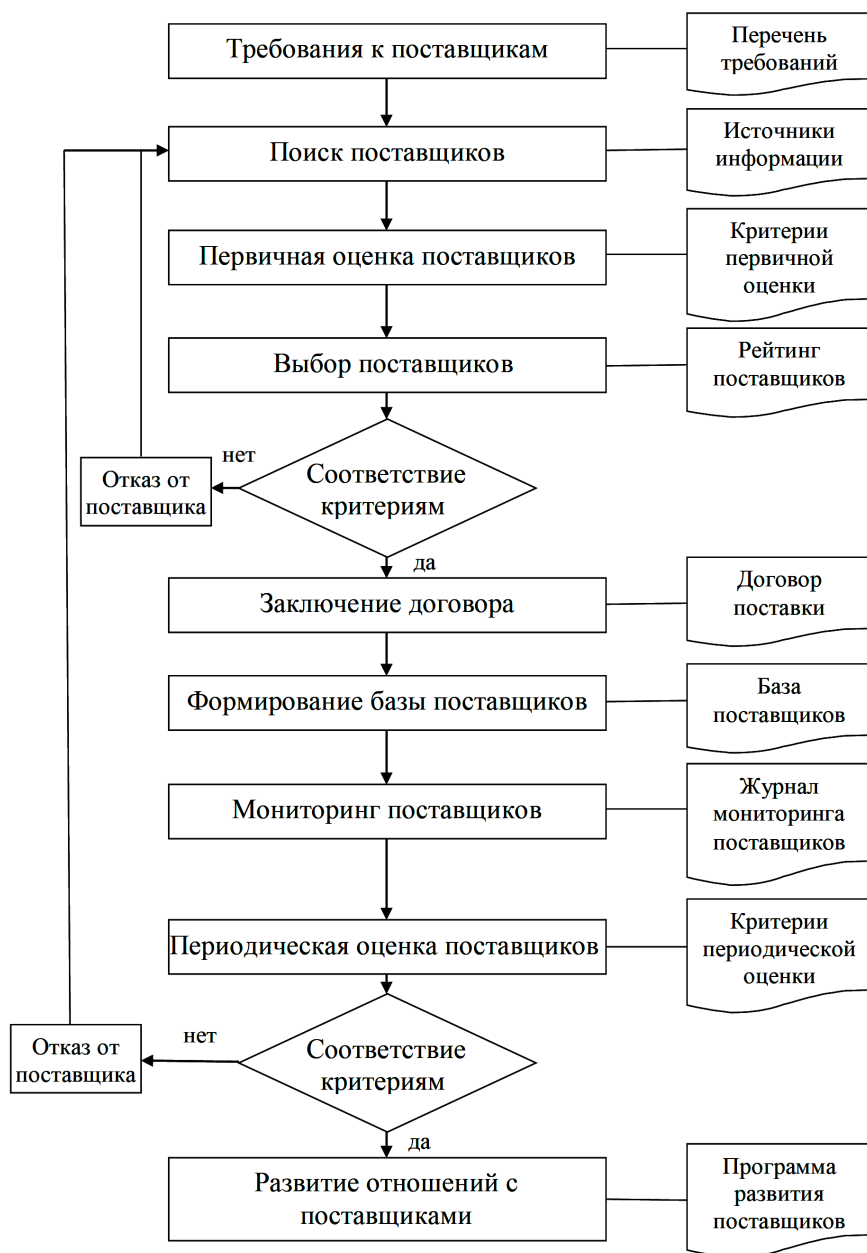 Требования к поставщикам
Перечень
требований
Поиск поставщиков
Источники
информации
Первичная оценка поставщиков
Критерии
первичной
оценки
Выбор поставщиков
Рейтинг
поставщиков
Соответствие
критериям
нет
Отказ от
поставщика
да
Заключение договора
Договор
поставки
Формирование базы поставщиков
База
поставщиков
Мониторинг поставщиков
Журнал
мониторинга
поставщиков
Периодическая оценка поставщиков
Критерии
периодической
оценки
Соответствие
критериям
нет
Отказ от
поставщика
да
Развитие отношений с
поставщиками
Программа
развития
поставщиков